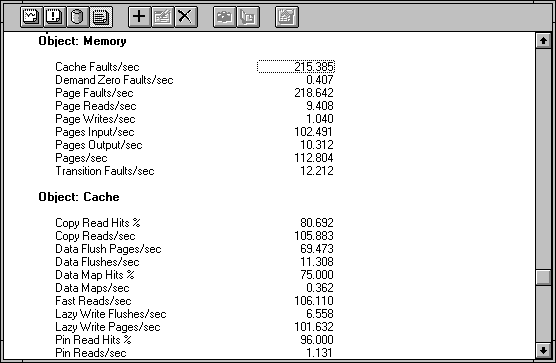 Object: Memory
Cache Faults/sec 215.385
Demand Zero Faults/sec 0.407
Page Faults/sec 218.642
Page Reads/sec 9.408
Page Writes/sec 1.040
Pages Input/sec 102.491
Pages Output/sec 10.312
Pages/sec 112.804
Transition Faults/sec 12.212
Object: Cache
Copy Read Hits % 80.692
Copy Reads/sec 105.883
Data Flush Pages/sec 69.473
Data Flushes/sec 11.308
Data Map Hits % 75.000
Data Maps/sec 0.362
Fast Reads/sec 106.110
Lazy Write Flushes/sec 6.558
Lazy Write Pages/sec 101.632
Pin Read Hits % 96.000
Pin Reads/sec 1.131